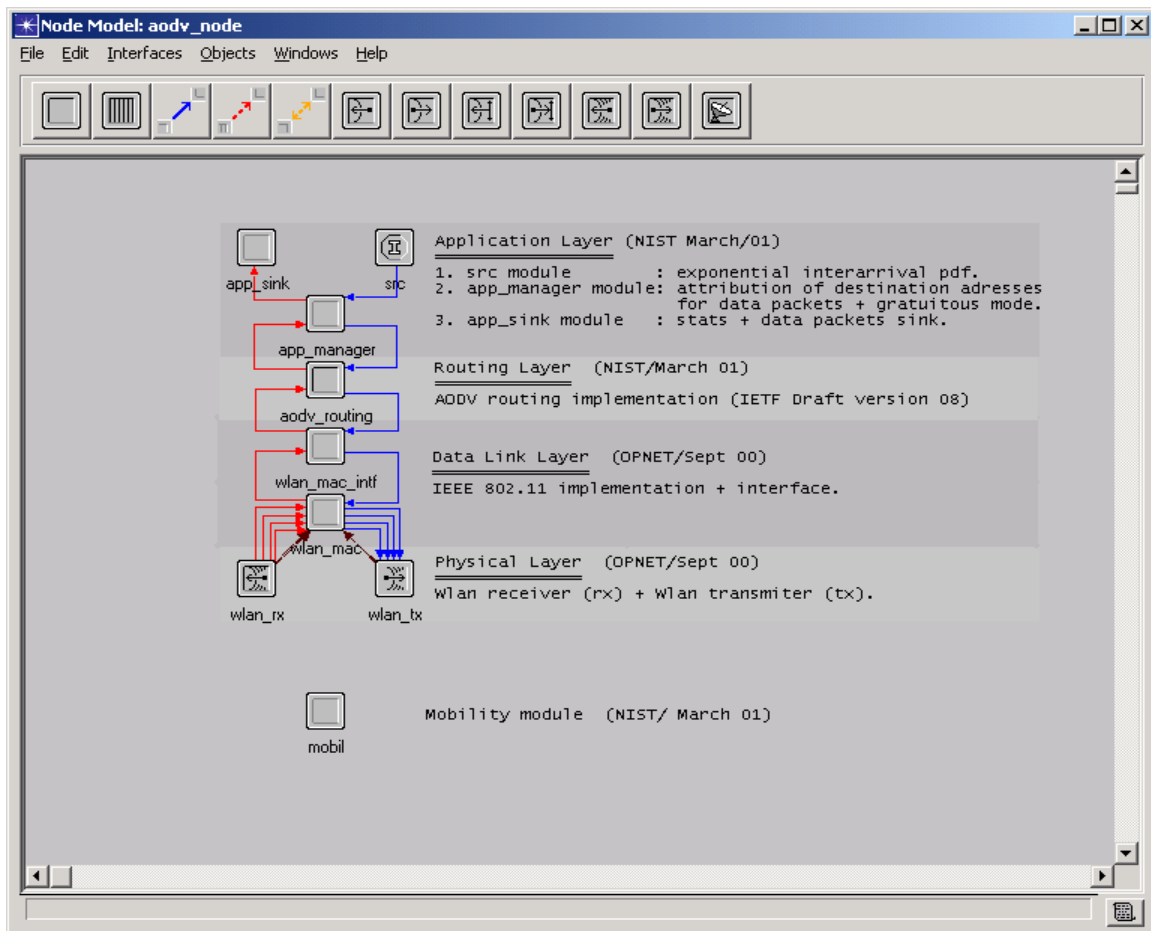 Node Model: aodv_node
File Edit Interfaces Objects Windows Help
app_sink
src
app_manager
aodv_routing
wlan_mac_intf
wlan_mac
wlan_rx
wlan_tx
mobil
Application Layer (NIST March/01)
1. src module : exponential interarrival pdf.
2. app_manager module: attribution of destination adresses
for data packets + gratuitous mode.
3. app_sink module : stats + data packets sink.
Routing Layer (NIST/March 01)
AODV routing implementation (IETF Draft version 08)
Data Link Layer (OPNET/Sept 00)
IEEE 802.11 implementation + interface.
Physical Layer (OPNET/Sept 00)
Wlan receiver (rx) + Wlan transmiter (tx).
Mobility module (NIST/ March 01)